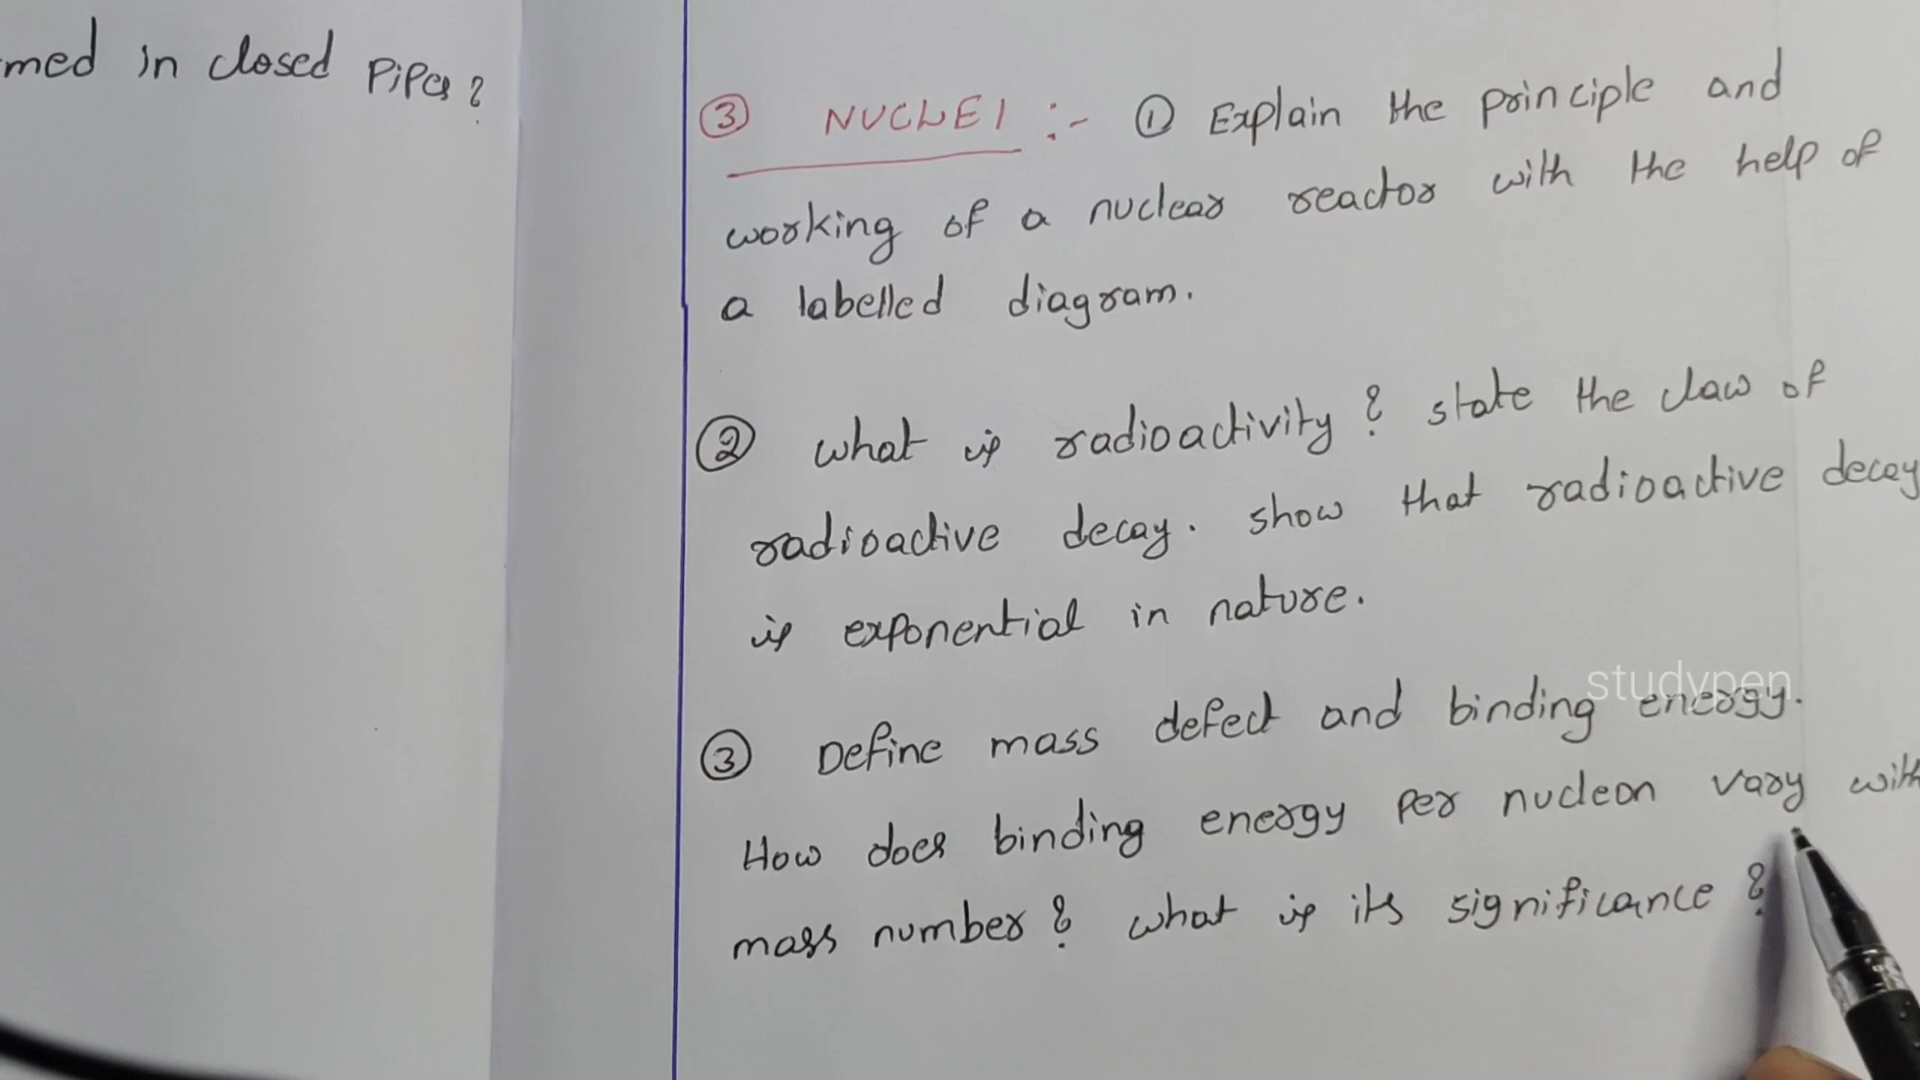 med in closed pipes?
③ NUCLEI :- ① Explain the principle and
working of a nuclear reactor with the help of
a labelled diagram.
② what is radioactivity? state the law of
radioactive decay. show that radioactive decay
is exponential in nature.
studypen
③ Define mass defect and binding energy.
How does binding energy per nucleon vary with
mass number? what is its significance?